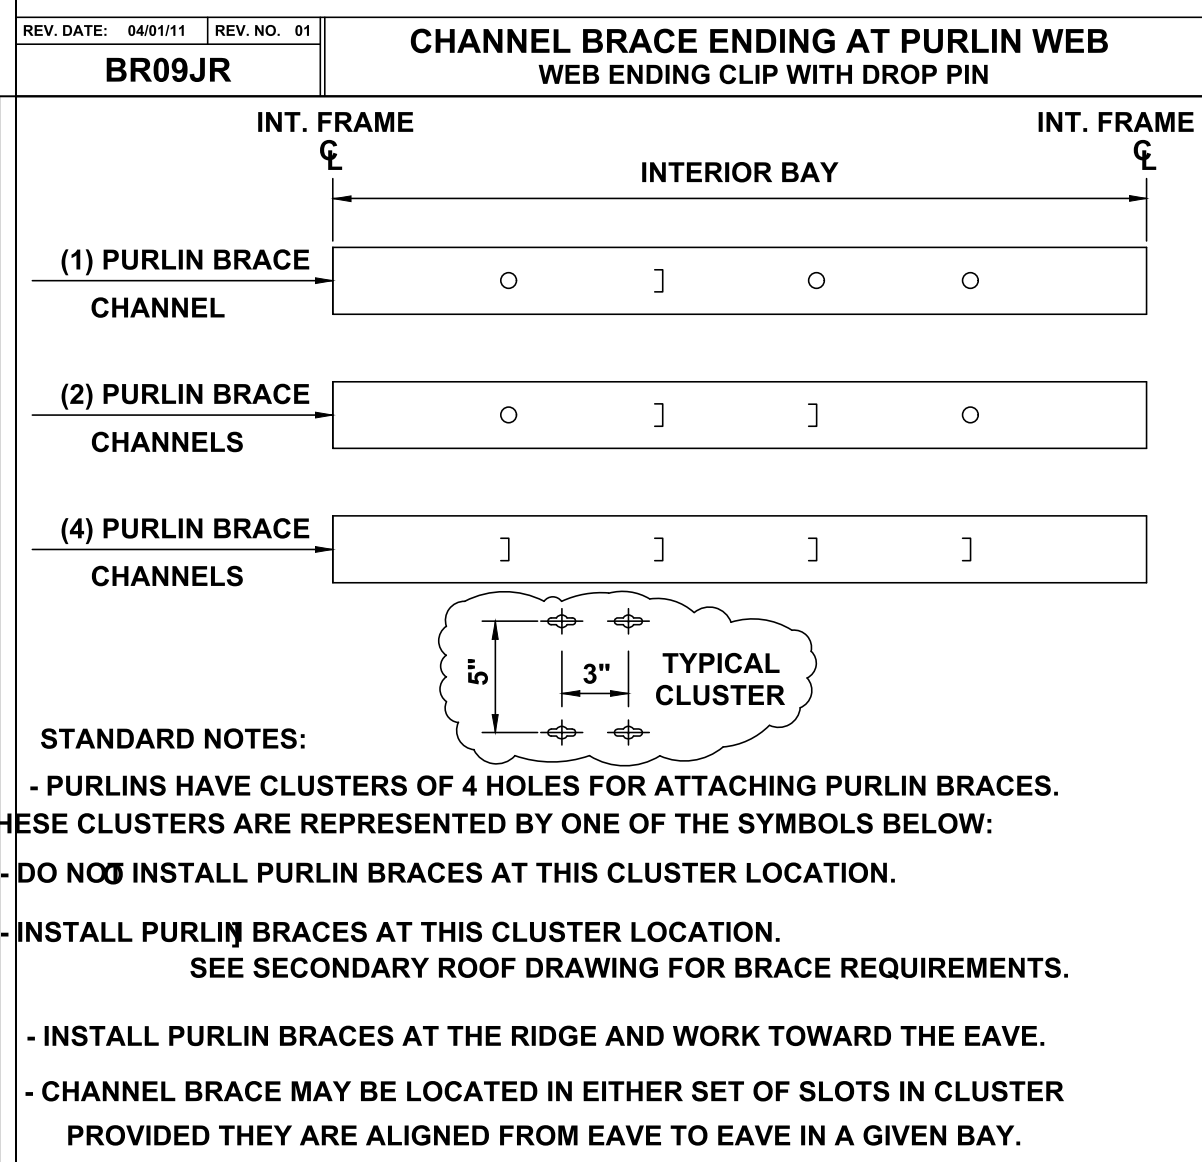 REV. DATE: 04/01/11 REV. NO. 01
BR09JR
CHANNEL BRACE ENDING AT PURLIN WEB
WEB ENDING CLIP WITH DROP PIN
INT. FRAME
INT. FRAME
℄
℄
INTERIOR BAY
(1) PURLIN BRACE
CHANNEL
(2) PURLIN BRACE
CHANNELS
(4) PURLIN BRACE
CHANNELS
5"
3"
TYPICAL
CLUSTER
STANDARD NOTES:
- PURLINS HAVE CLUSTERS OF 4 HOLES FOR ATTACHING PURLIN BRACES.
HESE CLUSTERS ARE REPRESENTED BY ONE OF THE SYMBOLS BELOW:
- DO NOT INSTALL PURLIN BRACES AT THIS CLUSTER LOCATION.
- INSTALL PURLIN BRACES AT THIS CLUSTER LOCATION.
SEE SECONDARY ROOF DRAWING FOR BRACE REQUIREMENTS.
- INSTALL PURLIN BRACES AT THE RIDGE AND WORK TOWARD THE EAVE.
- CHANNEL BRACE MAY BE LOCATED IN EITHER SET OF SLOTS IN CLUSTER
PROVIDED THEY ARE ALIGNED FROM EAVE TO EAVE IN A GIVEN BAY.